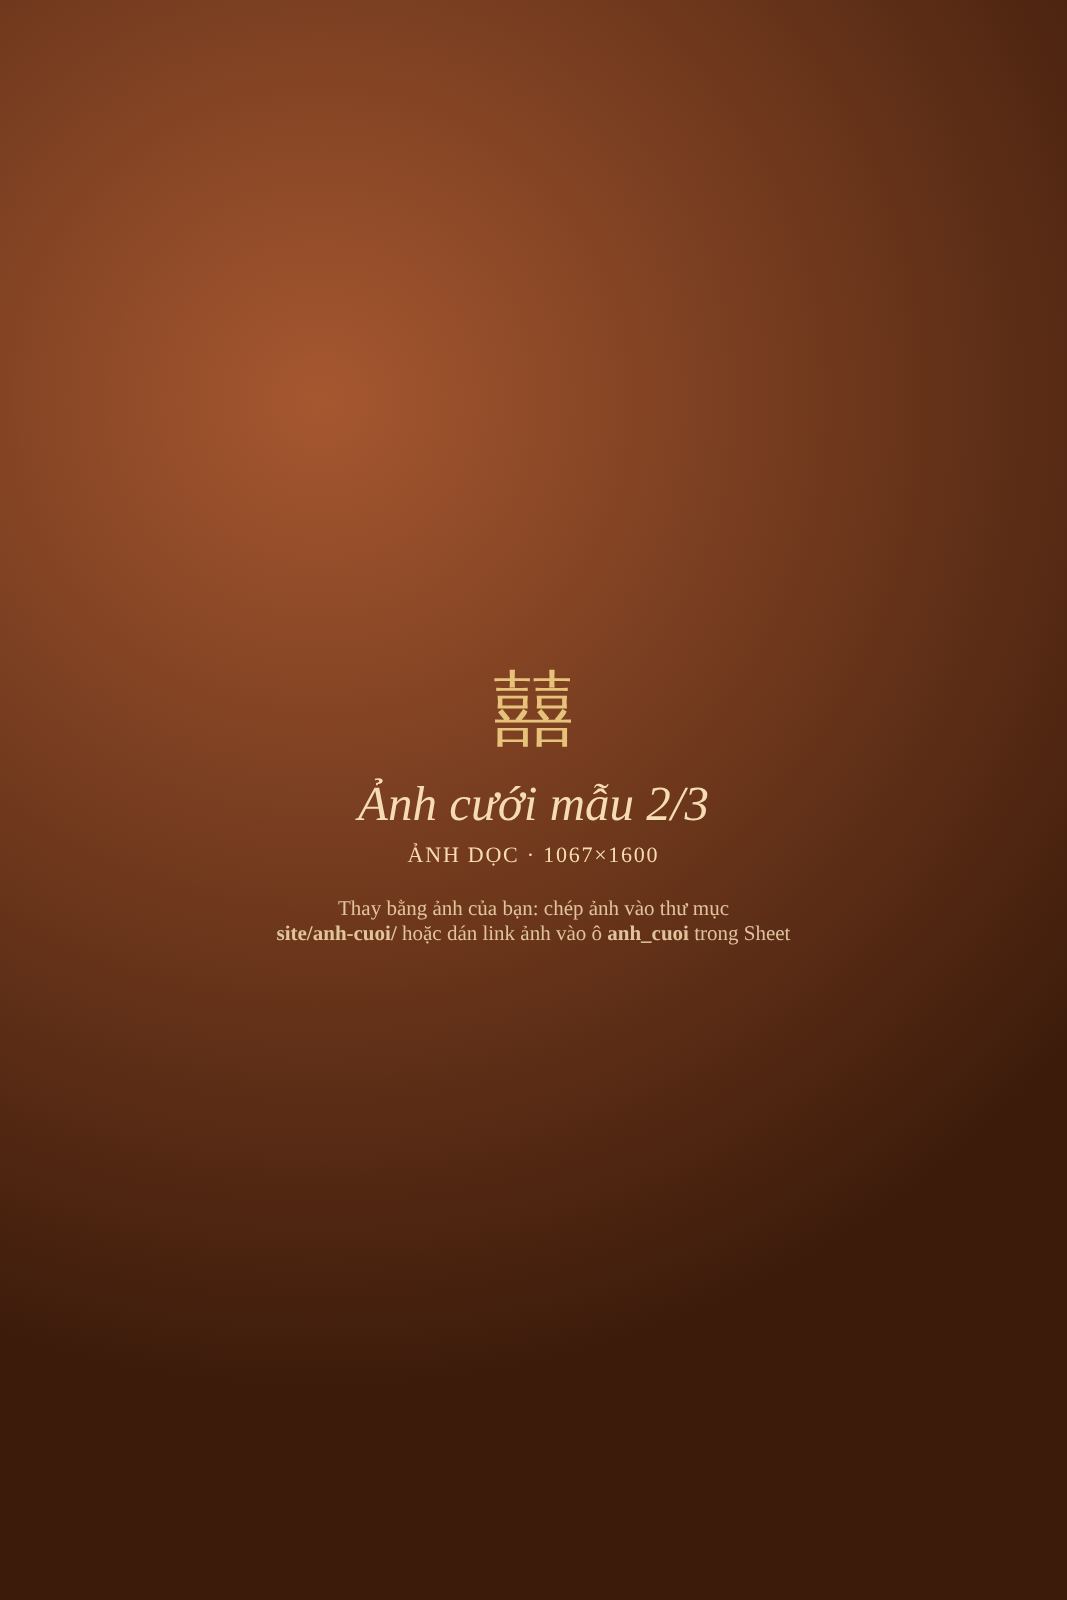 囍
Ảnh cưới mẫu 2/3
ẢNH DỌC · 1067×1600
Thay bằng ảnh của bạn: chép ảnh vào thư mục
site/anh-cuoi/ hoặc dán link ảnh vào ô anh_cuoi trong Sheet